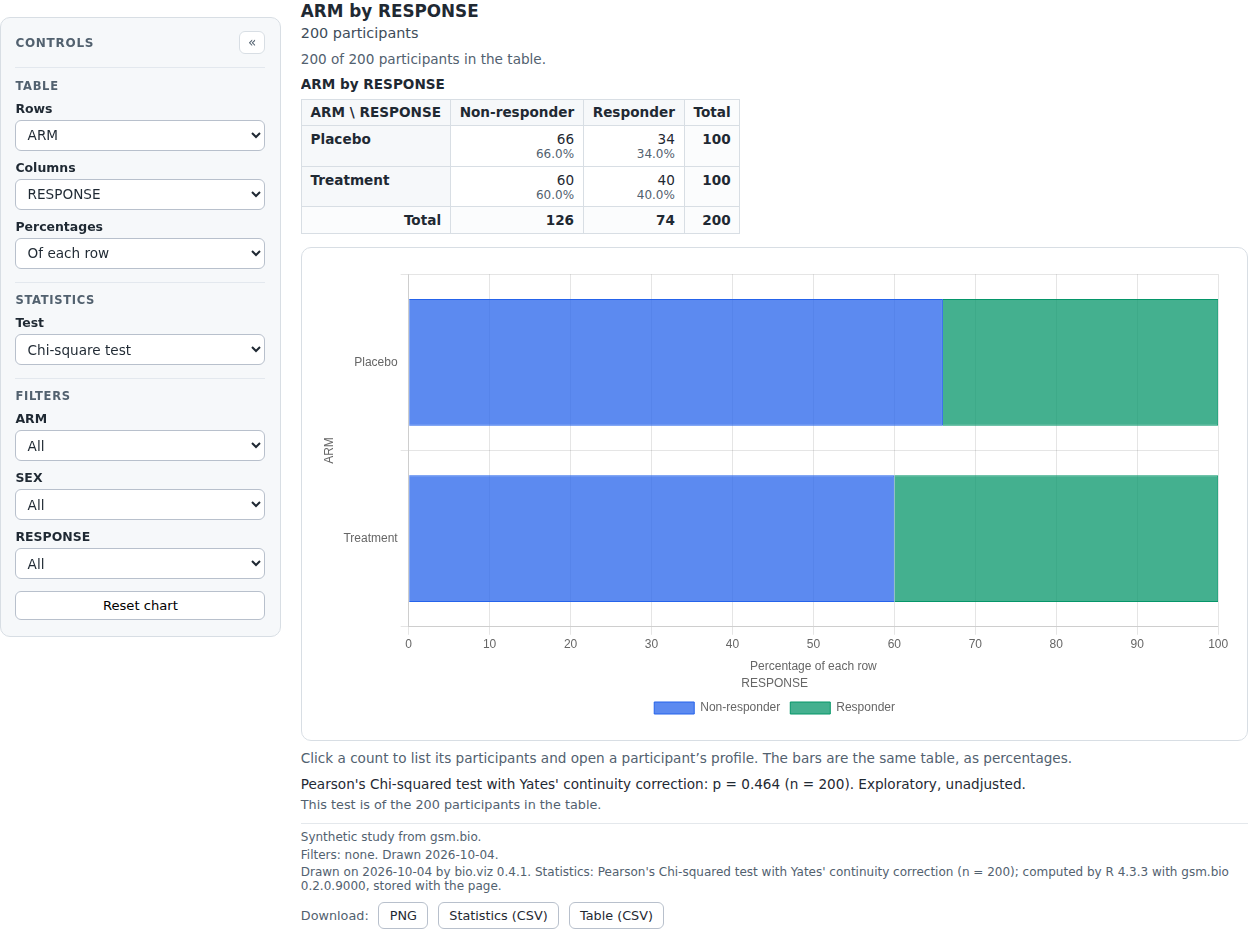 CONTROLS
«
TABLE
Rows
ARM
Columns
RESPONSE
Percentages
Of each row
STATISTICS
Test
Chi-square test
FILTERS
ARM
All
SEX
All
RESPONSE
All
Reset chart
ARM by RESPONSE
200 participants
200 of 200 participants in the table.
ARM by RESPONSE
ARM \ RESPONSE Non-responder Responder Total
Placebo 66 34 100
66.0% 34.0%
Treatment 60 40 100
60.0% 40.0%
Total 126 74 200
Placebo
ARM
Treatment
0 10 20 30 40 50 60 70 80 90 100
Percentage of each row
RESPONSE
Non-responder Responder
Click a count to list its participants and open a participant’s profile. The bars are the same table, as percentages.
Pearson's Chi-squared test with Yates' continuity correction: p = 0.464 (n = 200). Exploratory, unadjusted.
This test is of the 200 participants in the table.
Synthetic study from gsm.bio.
Filters: none. Drawn 2026-10-04.
Drawn on 2026-10-04 by bio.viz 0.4.1. Statistics: Pearson's Chi-squared test with Yates' continuity correction (n = 200); computed by R 4.3.3 with gsm.bio
0.2.0.9000, stored with the page.
Download: PNG Statistics (CSV) Table (CSV)